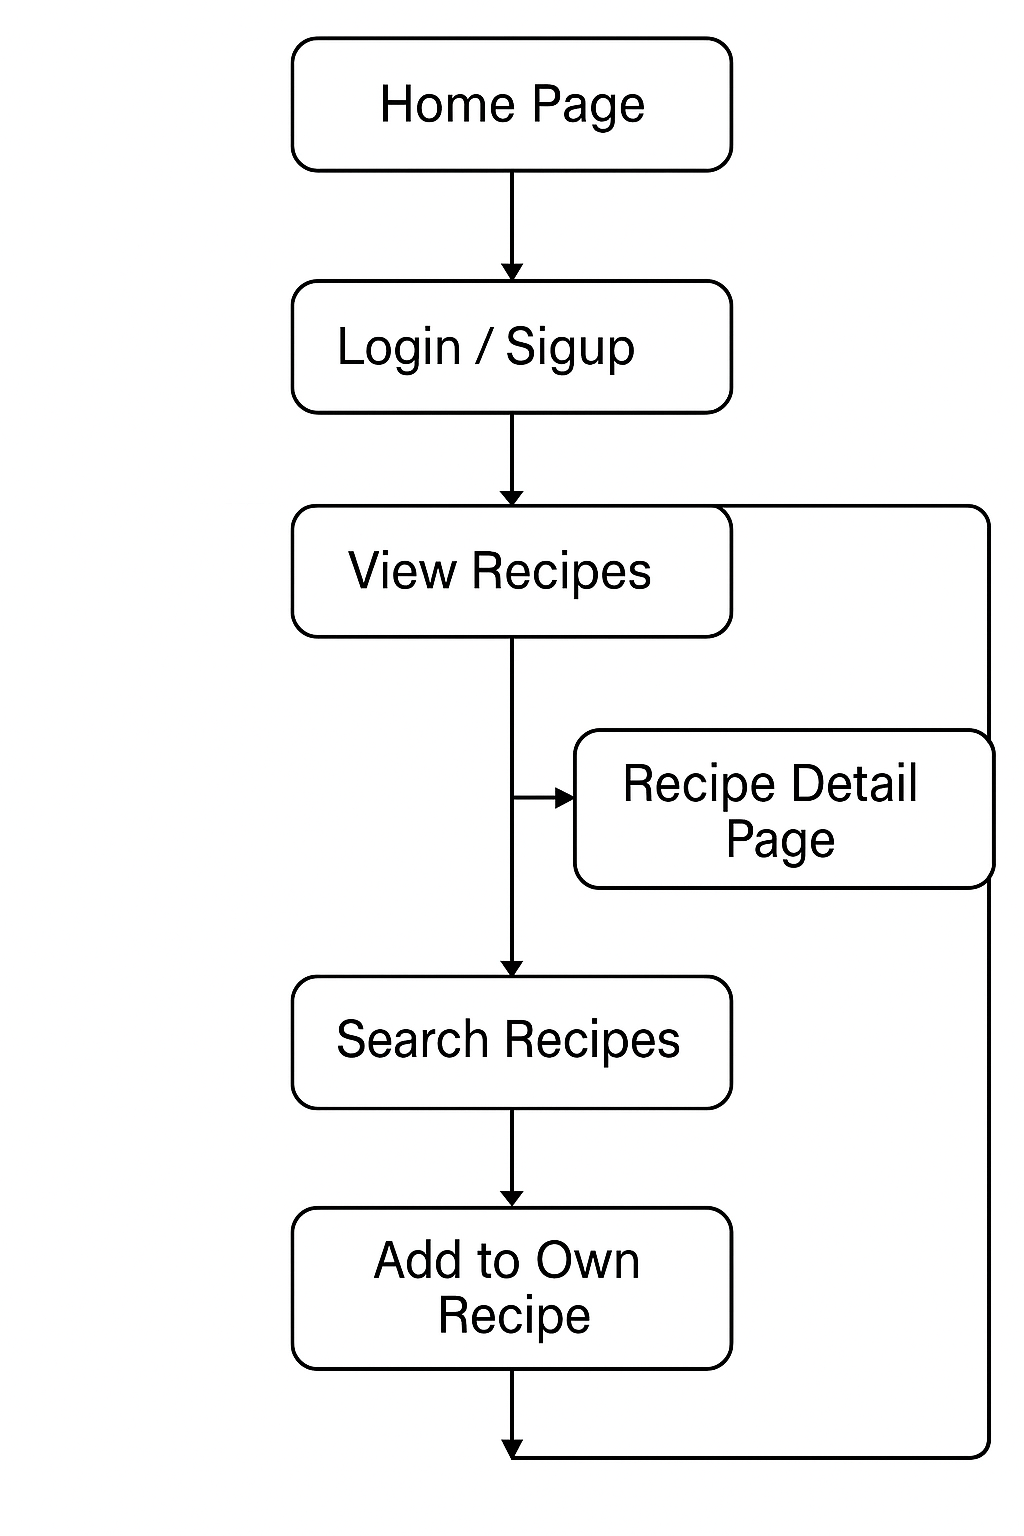 Home Page
Login / Sigup
View Recipes
Recipe Detail
Page
Search Recipes
Add to Own
Recipe